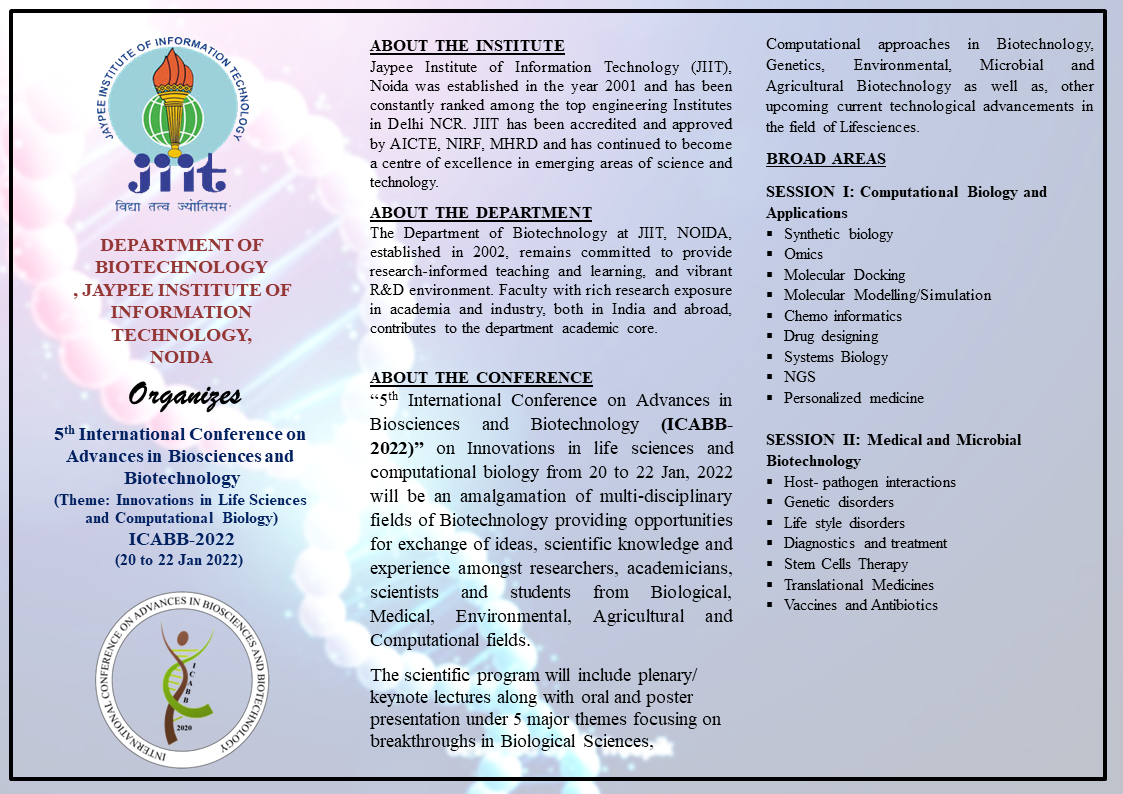 JAYPEE INSTITUTE OF INFORMATION TECHNOLOGY
jiit
विद्या तत्व ज्योतिसमः
DEPARTMENT OF
BIOTECHNOLOGY
, JAYPEE INSTITUTE OF
INFORMATION
TECHNOLOGY,
NOIDA
Organizes
5th International Conference on
Advances in Biosciences and
Biotechnology
(Theme: Innovations in Life Sciences
and Computational Biology)
ICABB-2022
(20 to 22 Jan 2022)
INTERNATIONAL CONFERENCE ON ADVANCES IN BIOSCIENCES AND BIOTECHNOLOGY
ICABB
2020
ABOUT THE INSTITUTE
Jaypee Institute of Information Technology (JIIT),
Noida was established in the year 2001 and has been
constantly ranked among the top engineering Institutes
in Delhi NCR. JIIT has been accredited and approved
by AICTE, NIRF, MHRD and has continued to become
a centre of excellence in emerging areas of science and
technology.
ABOUT THE DEPARTMENT
The Department of Biotechnology at JIIT, NOIDA,
established in 2002, remains committed to provide
research-informed teaching and learning, and vibrant
R&D environment. Faculty with rich research exposure
in academia and industry, both in India and abroad,
contributes to the department academic core.
ABOUT THE CONFERENCE
“5th International Conference on Advances in
Biosciences and Biotechnology (ICABB-
2022)” on Innovations in life sciences and
computational biology from 20 to 22 Jan, 2022
will be an amalgamation of multi-disciplinary
fields of Biotechnology providing opportunities
for exchange of ideas, scientific knowledge and
experience amongst researchers, academicians,
scientists and students from Biological,
Medical, Environmental, Agricultural and
Computational fields.
The scientific program will include plenary/
keynote lectures along with oral and poster
presentation under 5 major themes focusing on
breakthroughs in Biological Sciences,
Computational approaches in Biotechnology,
Genetics, Environmental, Microbial and
Agricultural Biotechnology as well as, other
upcoming current technological advancements in
the field of Lifesciences.
BROAD AREAS
SESSION I: Computational Biology and
Applications
▪ Synthetic biology
▪ Omics
▪ Molecular Docking
▪ Molecular Modelling/Simulation
▪ Chemo informatics
▪ Drug designing
▪ Systems Biology
▪ NGS
▪ Personalized medicine
SESSION II: Medical and Microbial
Biotechnology
▪ Host- pathogen interactions
▪ Genetic disorders
▪ Life style disorders
▪ Diagnostics and treatment
▪ Stem Cells Therapy
▪ Translational Medicines
▪ Vaccines and Antibiotics